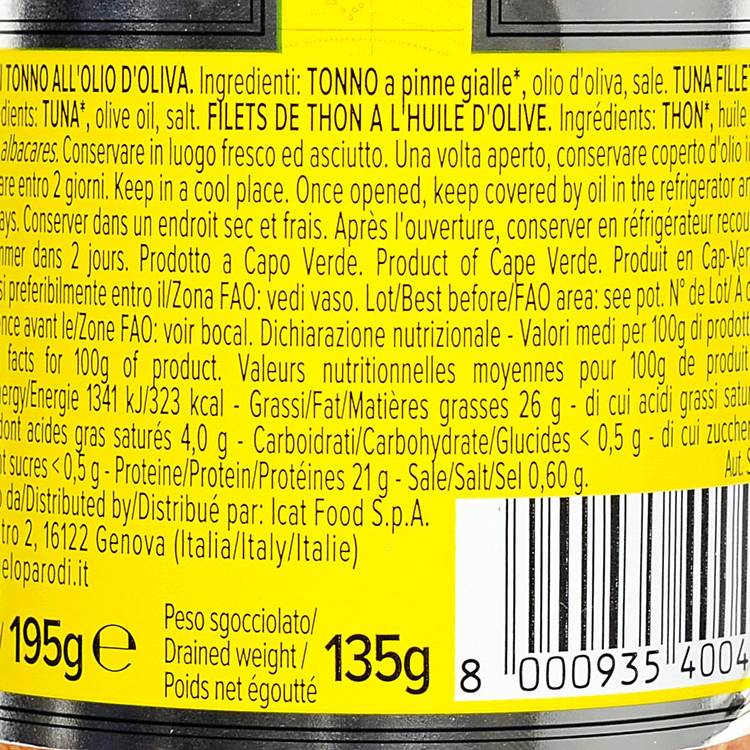 TONNO ALL'OLIO D'OLIVA. Ingredienti: TONNO a pinne gialle*, olio d'oliva, sale. TUNA FILLE
dients: TUNA*, olive oil, salt. FILETS DE THON A L'HUILE D'OLIVE. Ingrédients: THON*, huile
albacares. Conservare in luogo fresco ed asciutto. Una volta aperto, conservare coperto d'olio i
are entro 2 giorni. Keep in a cool place. Once opened, keep covered by oil in the refrigerator an
ays. Conserver dans un endroit sec et frais. Après l'ouverture, conserver en réfrigérateur recou
mmer dans 2 jours. Prodotto a Capo Verde. Product of Cape Verde. Produit en Cap-Ver
si preferibilmente entro il/Zona FAO: vedi vaso. Lot/Best before/FAO area: see pot. N° de Lot/ A c
nce avant le/Zone FAO: voir bocal. Dichiarazione nutrizionale - Valori medi per 100g di prodott
facts for 100g of product. Valeurs nutritionnelles moyennes pour 100g de produit
nergy/Energie 1341 kJ/323 kcal - Grassi/Fat/Matières grasses 26 g - di cui acidi grassi satur
dont acides gras saturés 4,0 g - Carboidrati/Carbohydrate/Glucides < 0,5 g - di cui zuccher
t sucres < 0,5 g - Proteine/Protein/Protéines 21 g - Sale/Salt/Sel 0,60 g.
Aut. S
o da/Distributed by/Distribué par: Icat Food S.p.A.
tro 2, 16122 Genova (Italia/Italy/Italie)
eloparodi.it
/ 195g e
Peso sgocciolato/
Drained weight/
Poids net égoutté
135g
8 000935 4004